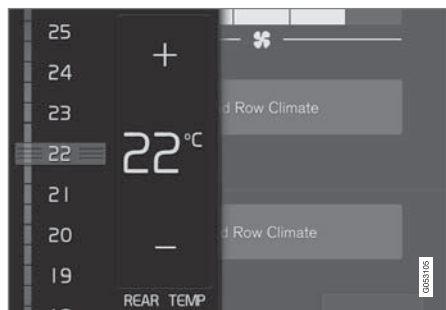 25
24
23
22
21
20
19
+
22°C
–
REAR TEMP
Row Climate
Row Climate
G053105